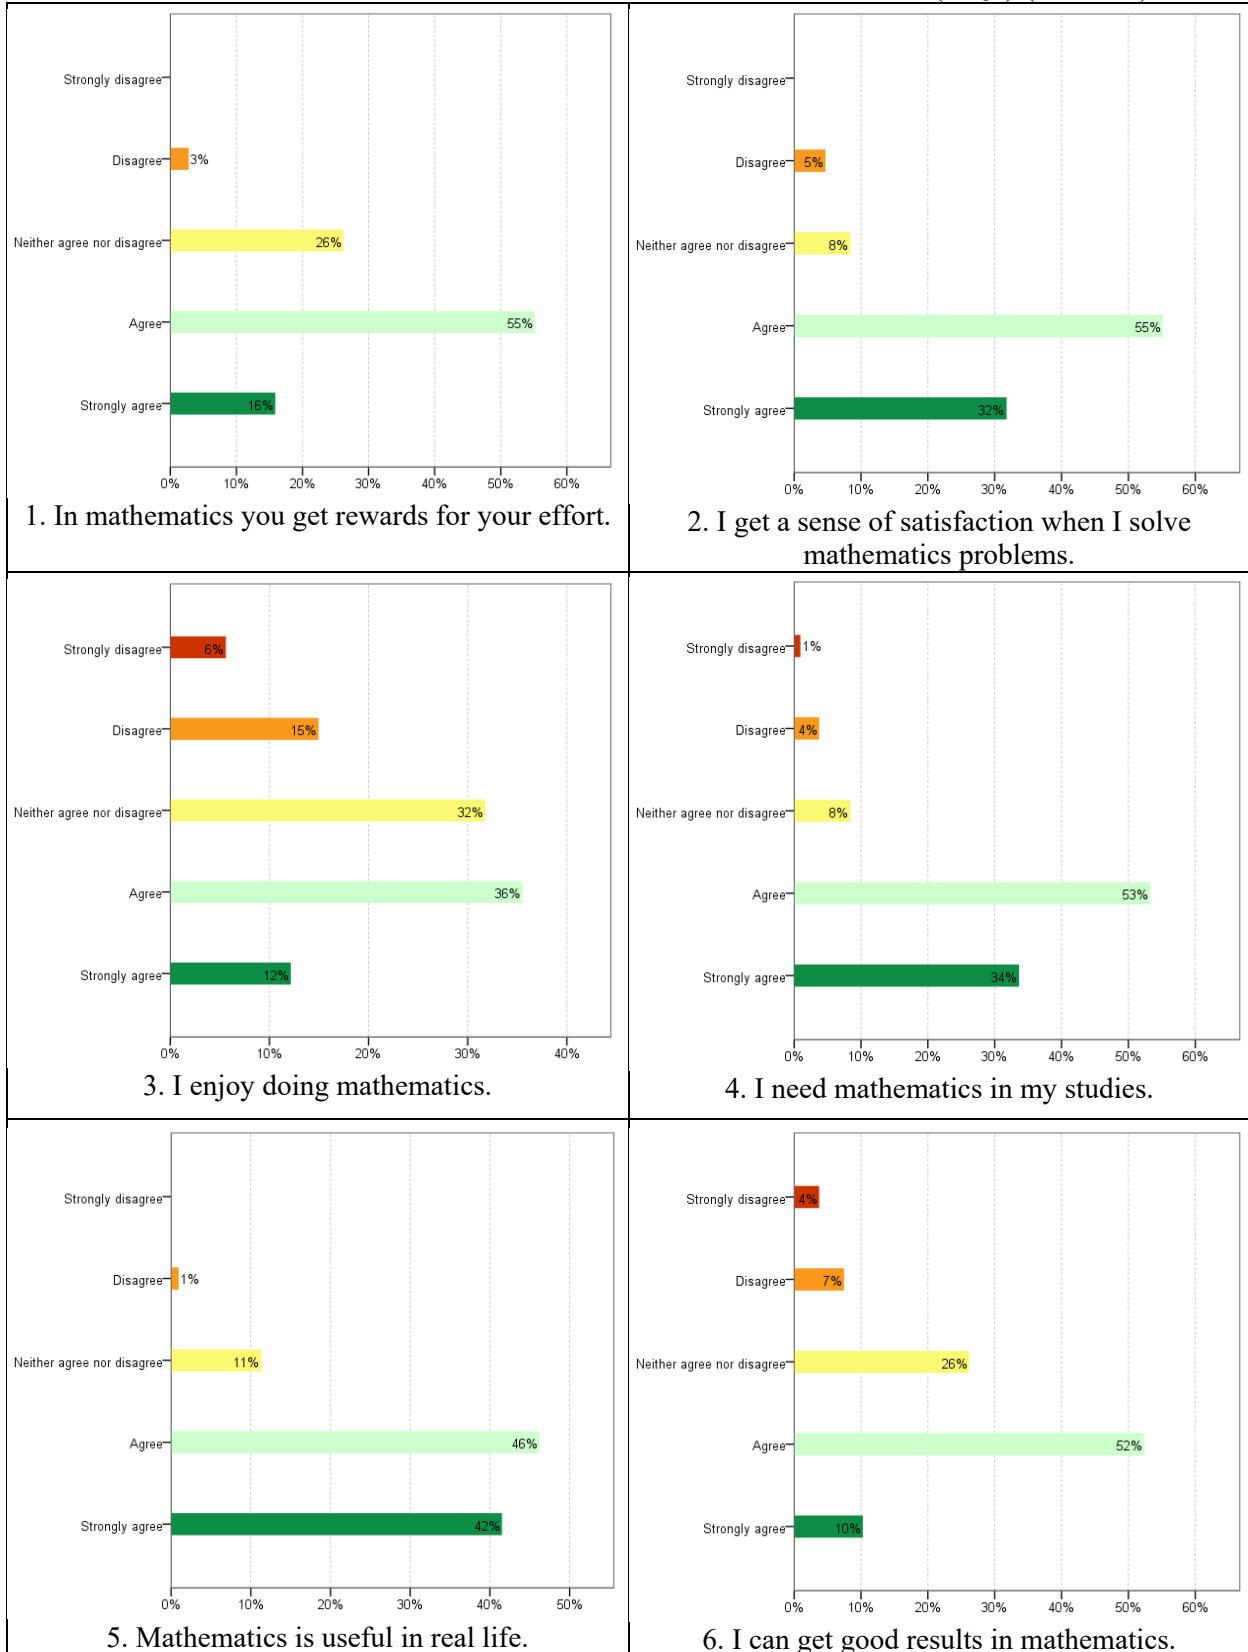 Strongly disagree
Disagree 3%
Neither agree nor disagree 26%
Agree 55%
Strongly agree 16%
0% 10% 20% 30% 40% 50% 60%
1. In mathematics you get rewards for your effort.
Strongly disagree
Disagree 5%
Neither agree nor disagree 8%
Agree 55%
Strongly agree 32%
0% 10% 20% 30% 40% 50% 60%
2. I get a sense of satisfaction when I solve
mathematics problems.
Strongly disagree 6%
Disagree 15%
Neither agree nor disagree 32%
Agree 36%
Strongly agree 12%
0% 10% 20% 30% 40%
3. I enjoy doing mathematics.
Strongly disagree 1%
Disagree 4%
Neither agree nor disagree 8%
Agree 53%
Strongly agree 34%
0% 10% 20% 30% 40% 50% 60%
4. I need mathematics in my studies.
Strongly disagree
Disagree 1%
Neither agree nor disagree 11%
Agree 46%
Strongly agree 42%
0% 10% 20% 30% 40% 50%
5. Mathematics is useful in real life.
Strongly disagree 4%
Disagree 7%
Neither agree nor disagree 26%
Agree 52%
Strongly agree 10%
0% 10% 20% 30% 40% 50% 60%
6. I can get good results in mathematics.